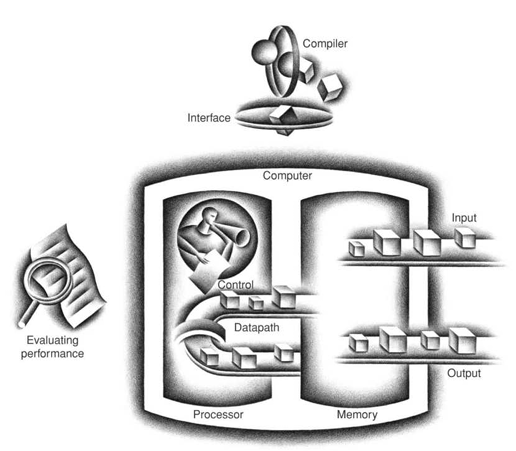 Compiler
Interface
Computer
Input
Control
Datapath
Evaluating
performance
Output
Processor
Memory